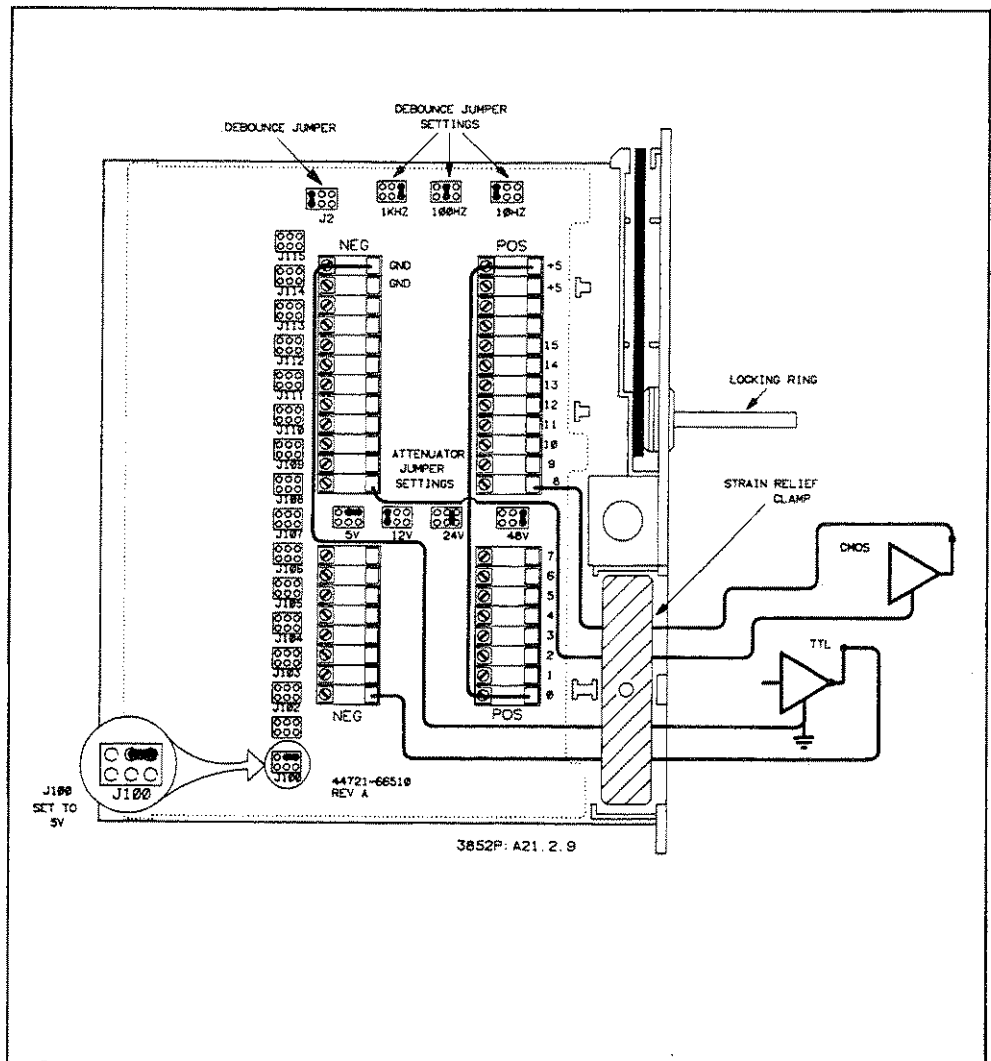 DEBOUNCE JUMPER
DEBOUNCE JUMPER
SETTINGS
J2
1KHZ
100HZ
10HZ
NEG
POS
GND
GND
+5
+5
15
14
13
12
11
10
9
8
J115
J114
J113
J112
J111
J110
J109
J108
J107
J106
J105
J104
J103
J102
J100
ATTENUATOR
JUMPER
SETTINGS
5V
12V
24V
48V
7
6
5
4
3
2
1
0
NEG
POS
LOCKING RING
STRAIN RELIEF
CLAMP
CMOS
TTL
J100
J100
SET TO
5V
44721-66510
REV A
3852P: A21.2.9